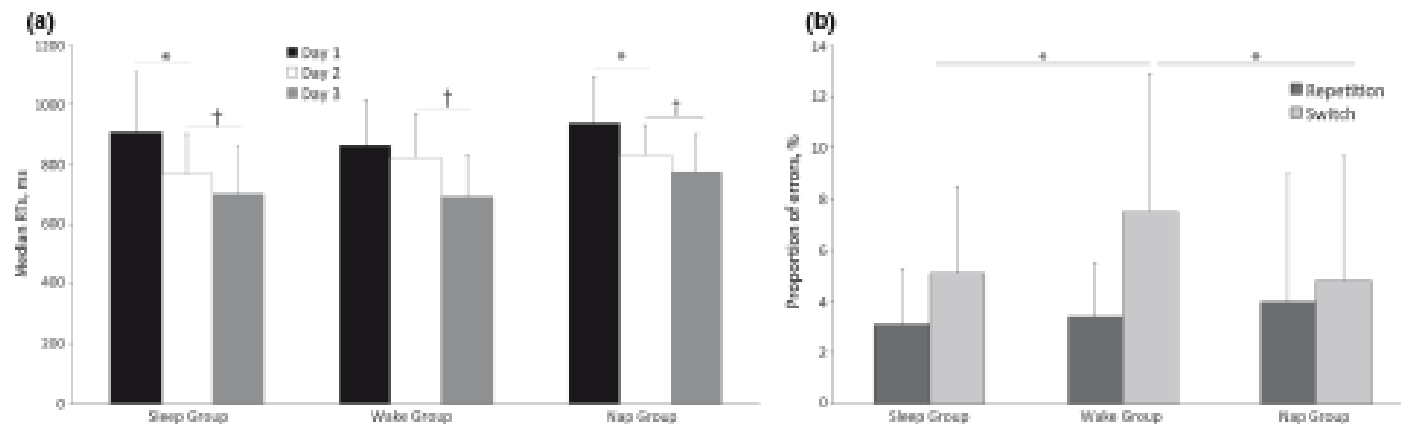 (a)
1200
1000
800
600
400
200
0
Median RTs, ms
* † † * †
Day 1
Day 2
Day 3
Sleep Group Wake Group Nap Group
(b)
14
12
10
8
6
4
2
0
Proportion of errors, %
* *
Repetition
Switch
Sleep Group Wake Group Nap Group